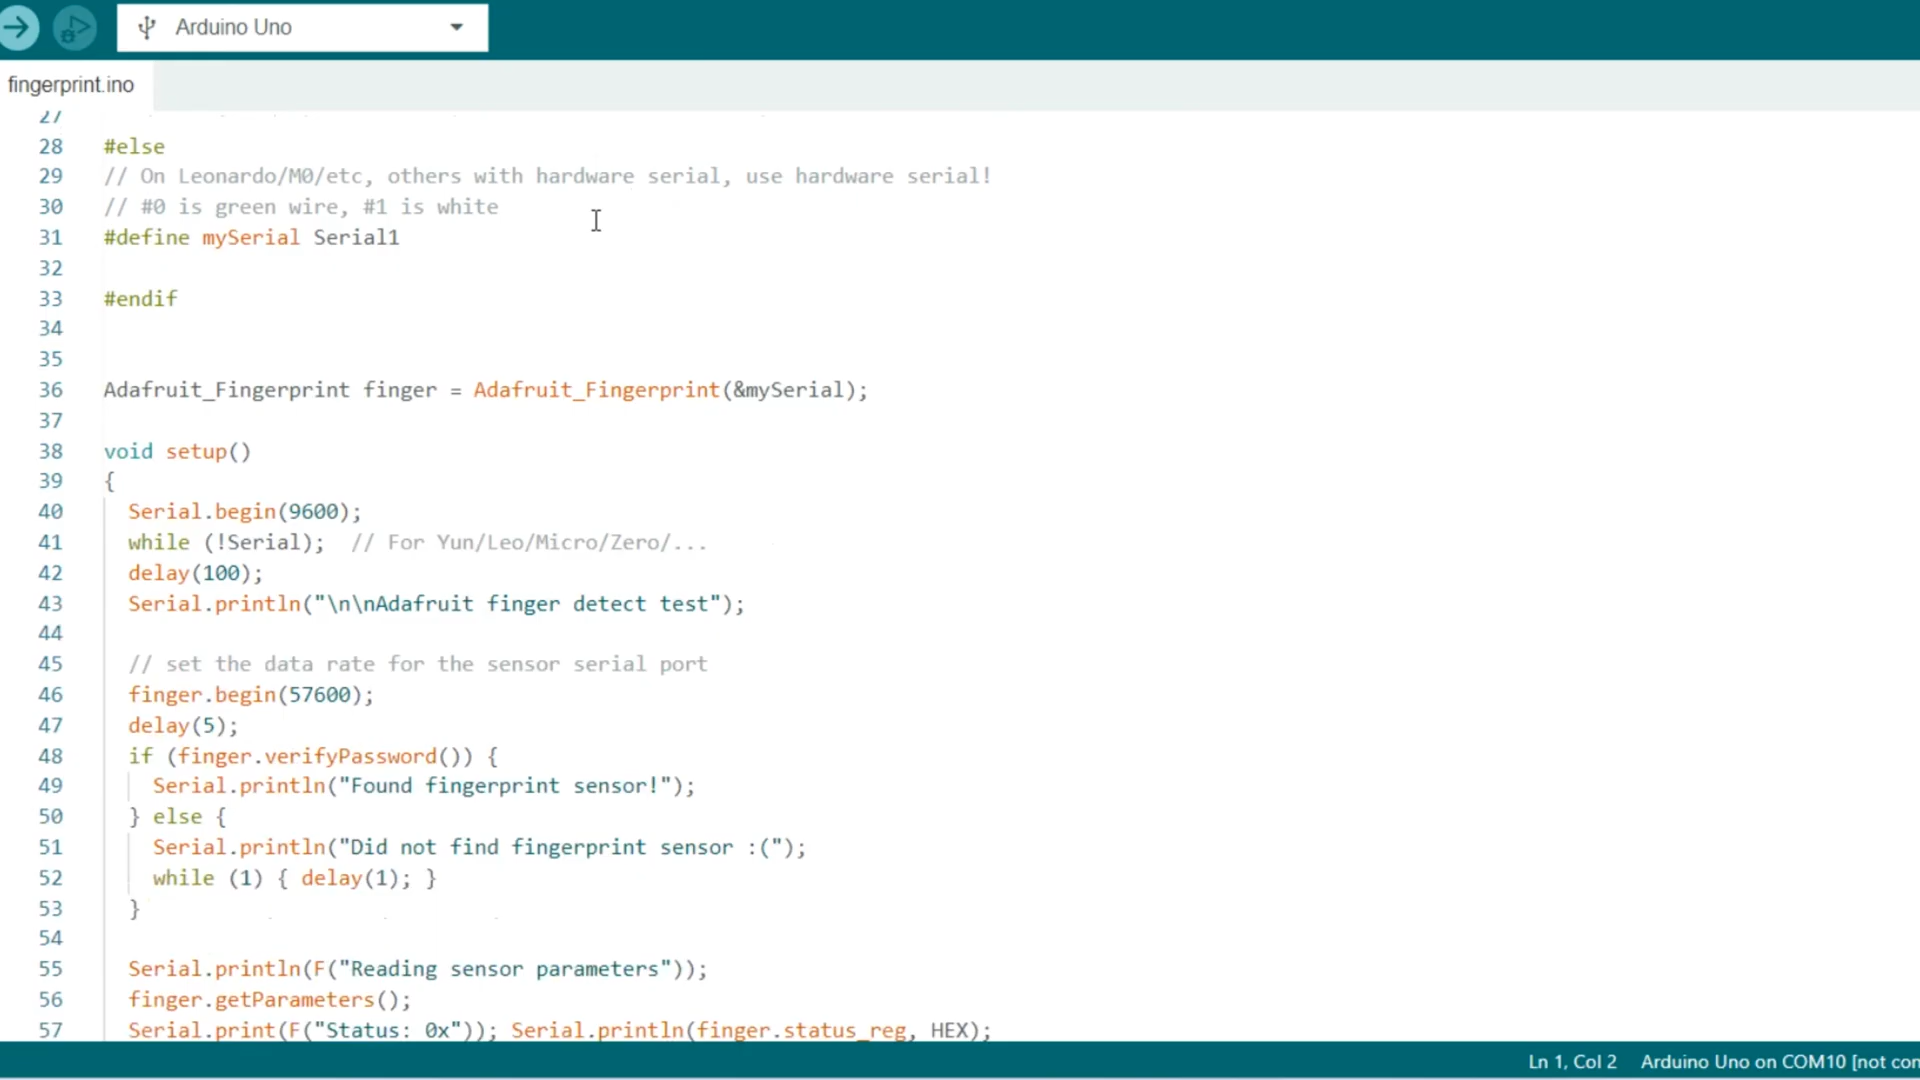 Arduino Uno
fingerprint.ino
27
28 #else
29 // On Leonardo/M0/etc, others with hardware serial, use hardware serial!
30 // #0 is green wire, #1 is white
31 #define mySerial Serial1
32
33 #endif
34
35
36 Adafruit_Fingerprint finger = Adafruit_Fingerprint(&mySerial);
37
38 void setup()
39 {
40 Serial.begin(9600);
41 while (!Serial);  // For Yun/Leo/Micro/Zero/...
42 delay(100);
43 Serial.println("\n\nAdafruit finger detect test");
44
45 // set the data rate for the sensor serial port
46 finger.begin(57600);
47 delay(5);
48 if (finger.verifyPassword()) {
49 Serial.println("Found fingerprint sensor!");
50 } else {
51 Serial.println("Did not find fingerprint sensor :(");
52 while (1) { delay(1); }
53 }
54
55 Serial.println(F("Reading sensor parameters"));
56 finger.getParameters();
57 Serial.print(F("Status: 0x")); Serial.println(finger.status_reg, HEX);
Ln 1, Col 2 Arduino Uno on COM10 [not con